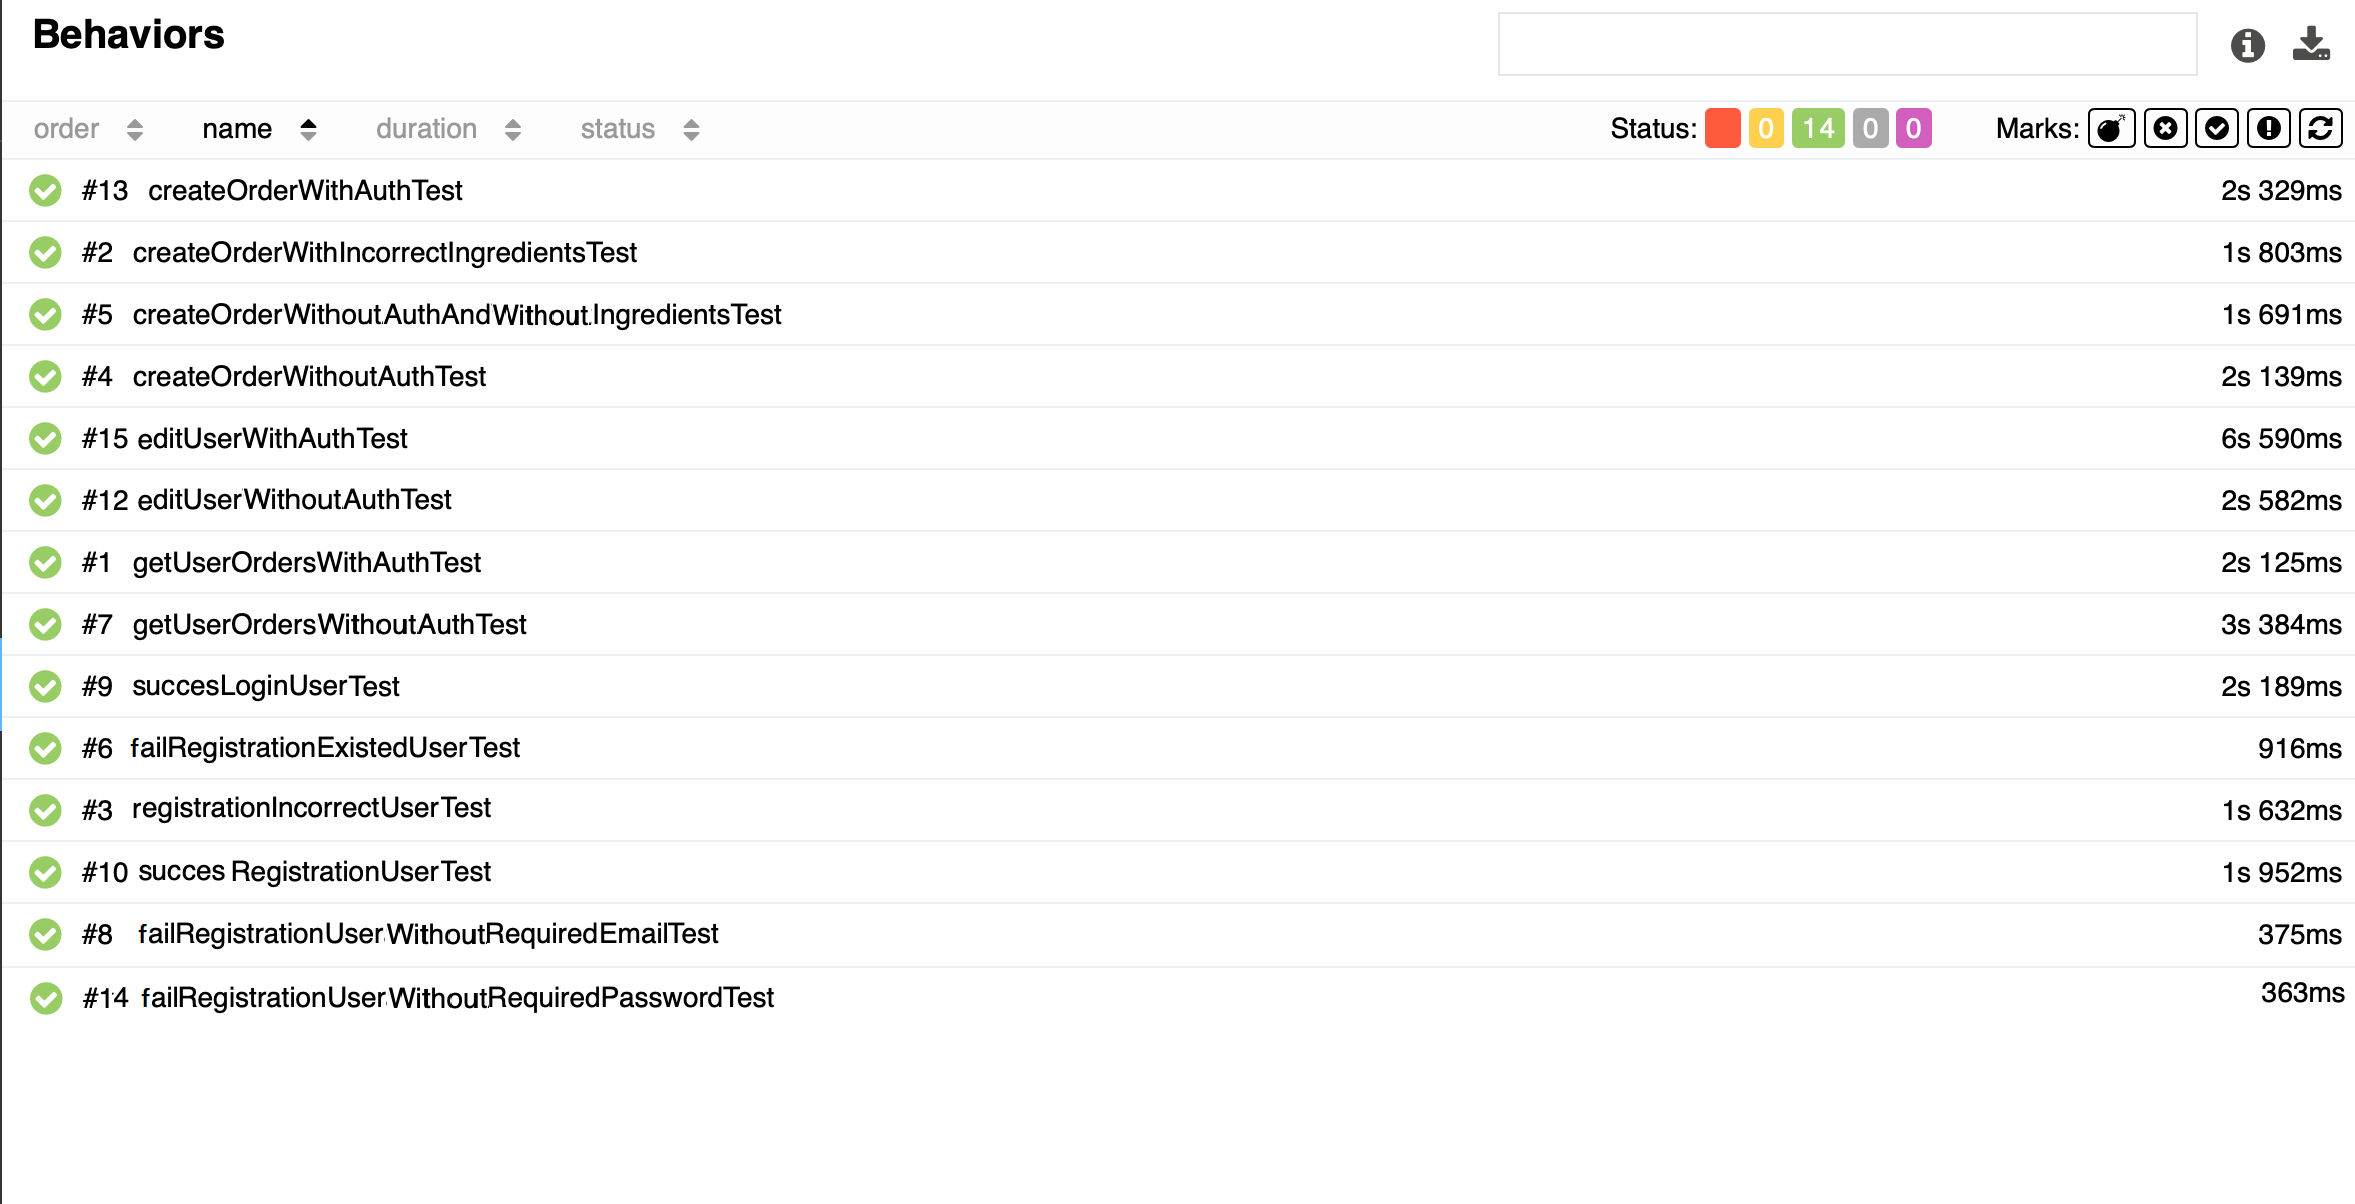 Behaviors
order name duration status Status: 0 14 0 0 Marks:
#13 createOrderWithAuthTest 2s 329ms
#2 createOrderWithIncorrectIngredientsTest 1s 803ms
#5 createOrderWithoutAuthAndWithoutIngredientsTest 1s 691ms
#4 createOrderWithoutAuthTest 2s 139ms
#15 editUserWithAuthTest 6s 590ms
#12 editUserWithoutAuthTest 2s 582ms
#1 getUserOrdersWithAuthTest 2s 125ms
#7 getUserOrdersWithoutAuthTest 3s 384ms
#9 succesLoginUserTest 2s 189ms
#6 failRegistrationExistedUserTest 916ms
#3 registrationIncorrectUserTest 1s 632ms
#10 succes RegistrationUserTest 1s 952ms
#8 failRegistrationUserWithoutRequiredEmailTest 375ms
#14 failRegistrationUserWithoutRequiredPasswordTest 363ms